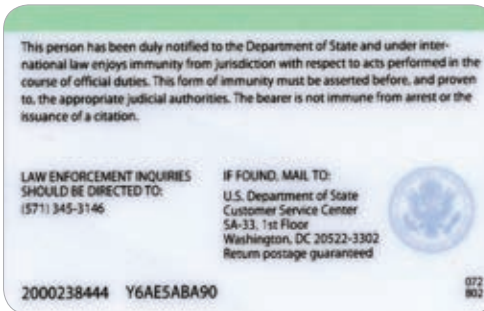 This person has been duly notified to the Department of State and under inter-
national law enjoys immunity from jurisdiction with respect to acts performed in the
course of official duties. This form of immunity must be asserted before, and proven
to, the appropriate judicial authorities. The bearer is not immune from arrest or the
issuance of a citation.
LAW ENFORCEMENT INQUIRIES
SHOULD BE DIRECTED TO:
(571) 345-3146
IF FOUND, MAIL TO:
U.S. Department of State
Customer Service Center
SA-33, 1st Floor
Washington, DC 20522-3302
Return postage guaranteed
2000238444 Y6AESABA90
072
802